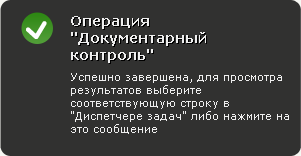 Операция
"Документарный
контроль"
Успешно завершена, для просмотра
результатов выберите
соответствующую строку в
"Диспетчере задач" либо нажмите на
это сообщение